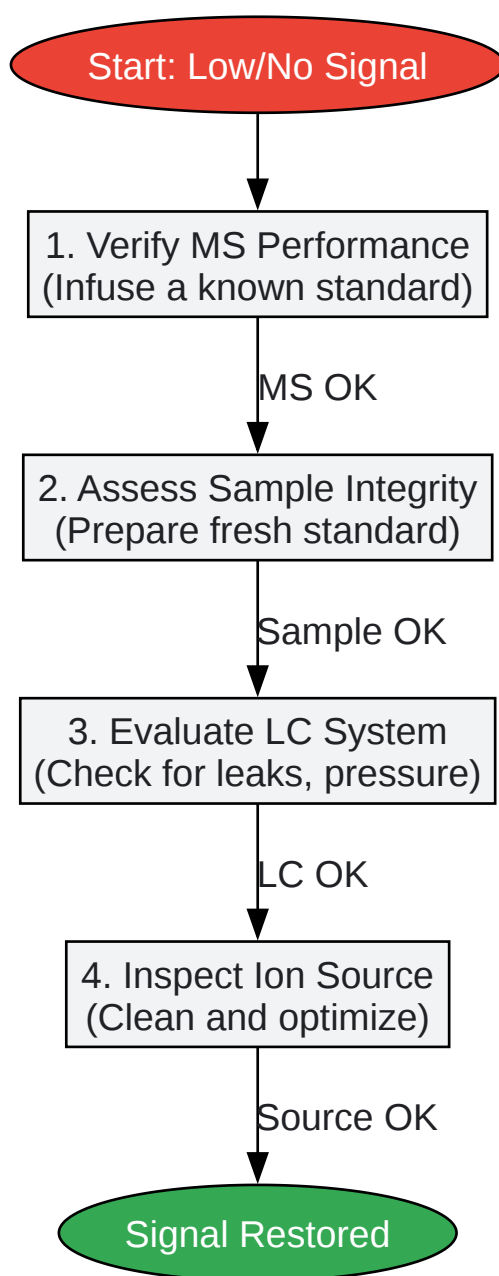 Start: Low/No Signal
1. Verify MS Performance
(Infuse a known standard)
MS OK
2. Assess Sample Integrity
(Prepare fresh standard)
Sample OK
3. Evaluate LC System
(Check for leaks, pressure)
LC OK
4. Inspect Ion Source
(Clean and optimize)
Source OK
Signal Restored